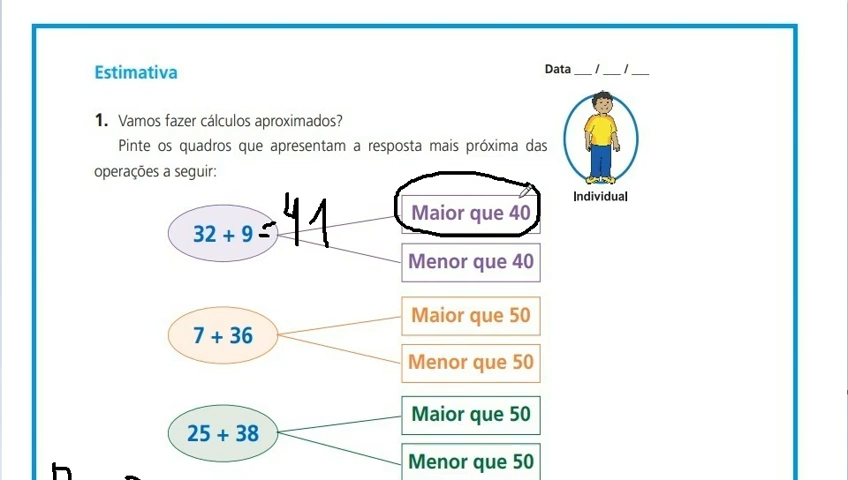 Estimativa
Data ___ / ___ / ___
1. Vamos fazer cálculos aproximados?
Pinte os quadros que apresentam a resposta mais próxima das
operações a seguir:
Individual
32 + 9 = 41
Maior que 40
Menor que 40
7 + 36
Maior que 50
Menor que 50
25 + 38
Maior que 50
Menor que 50